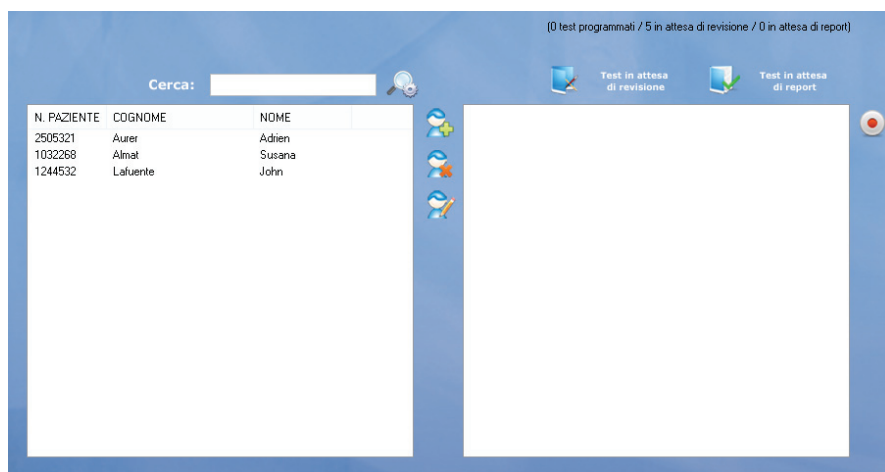 (0 test programmati / 5 in attesa di revisione / 0 in attesa di report)
Cerca:
Test in attesa
di revisione
Test in attesa
di report
N. PAZIENTE COGNOME NOME
2505321 Aurer Adrien
1032268 Almat Susana
1244532 Lafuente John